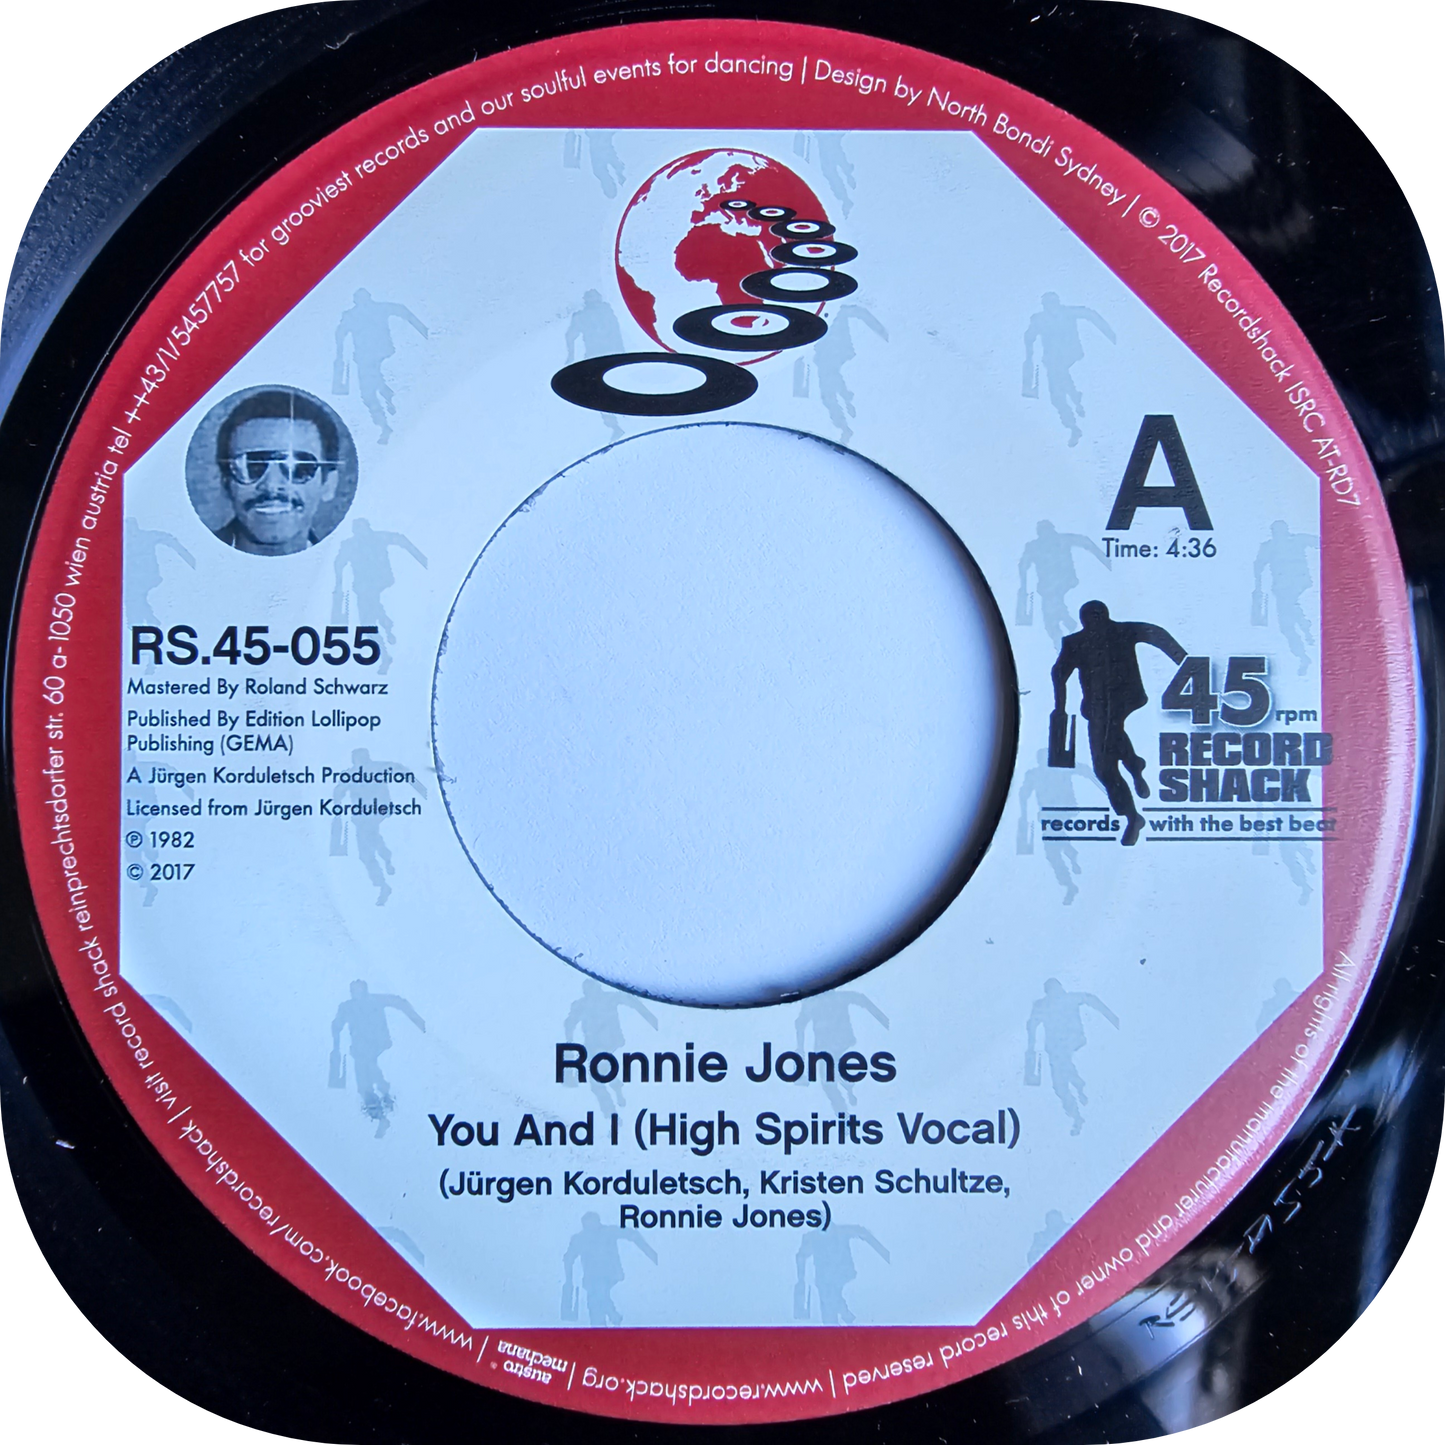 visit record shack reinprechtsdorfer str. 60 a-1050 wien austria tel ++43/1/5457757 for grooviest records and our soulful events for dancing | Design by North Bondi Sydney | © 2017 Recordshack ISRC AT-RD7
A
Time: 4:36
RS.45-055
Mastered By Roland Schwarz
Published By Edition Lollipop
Publishing (GEMA)
A Jürgen Korduletsch Production
Licensed from Jürgen Korduletsch
℗ 1982
© 2017
45 rpm
RECORD
SHACK
records with the best beat
Ronnie Jones
You And I (High Spirits Vocal)
(Jürgen Korduletsch, Kristen Schultze,
Ronnie Jones)
All rights of the manufacturer and owner of this record reserved | www.recordshack.org |
austro
mechana
| www.facebook.com/recordshack |